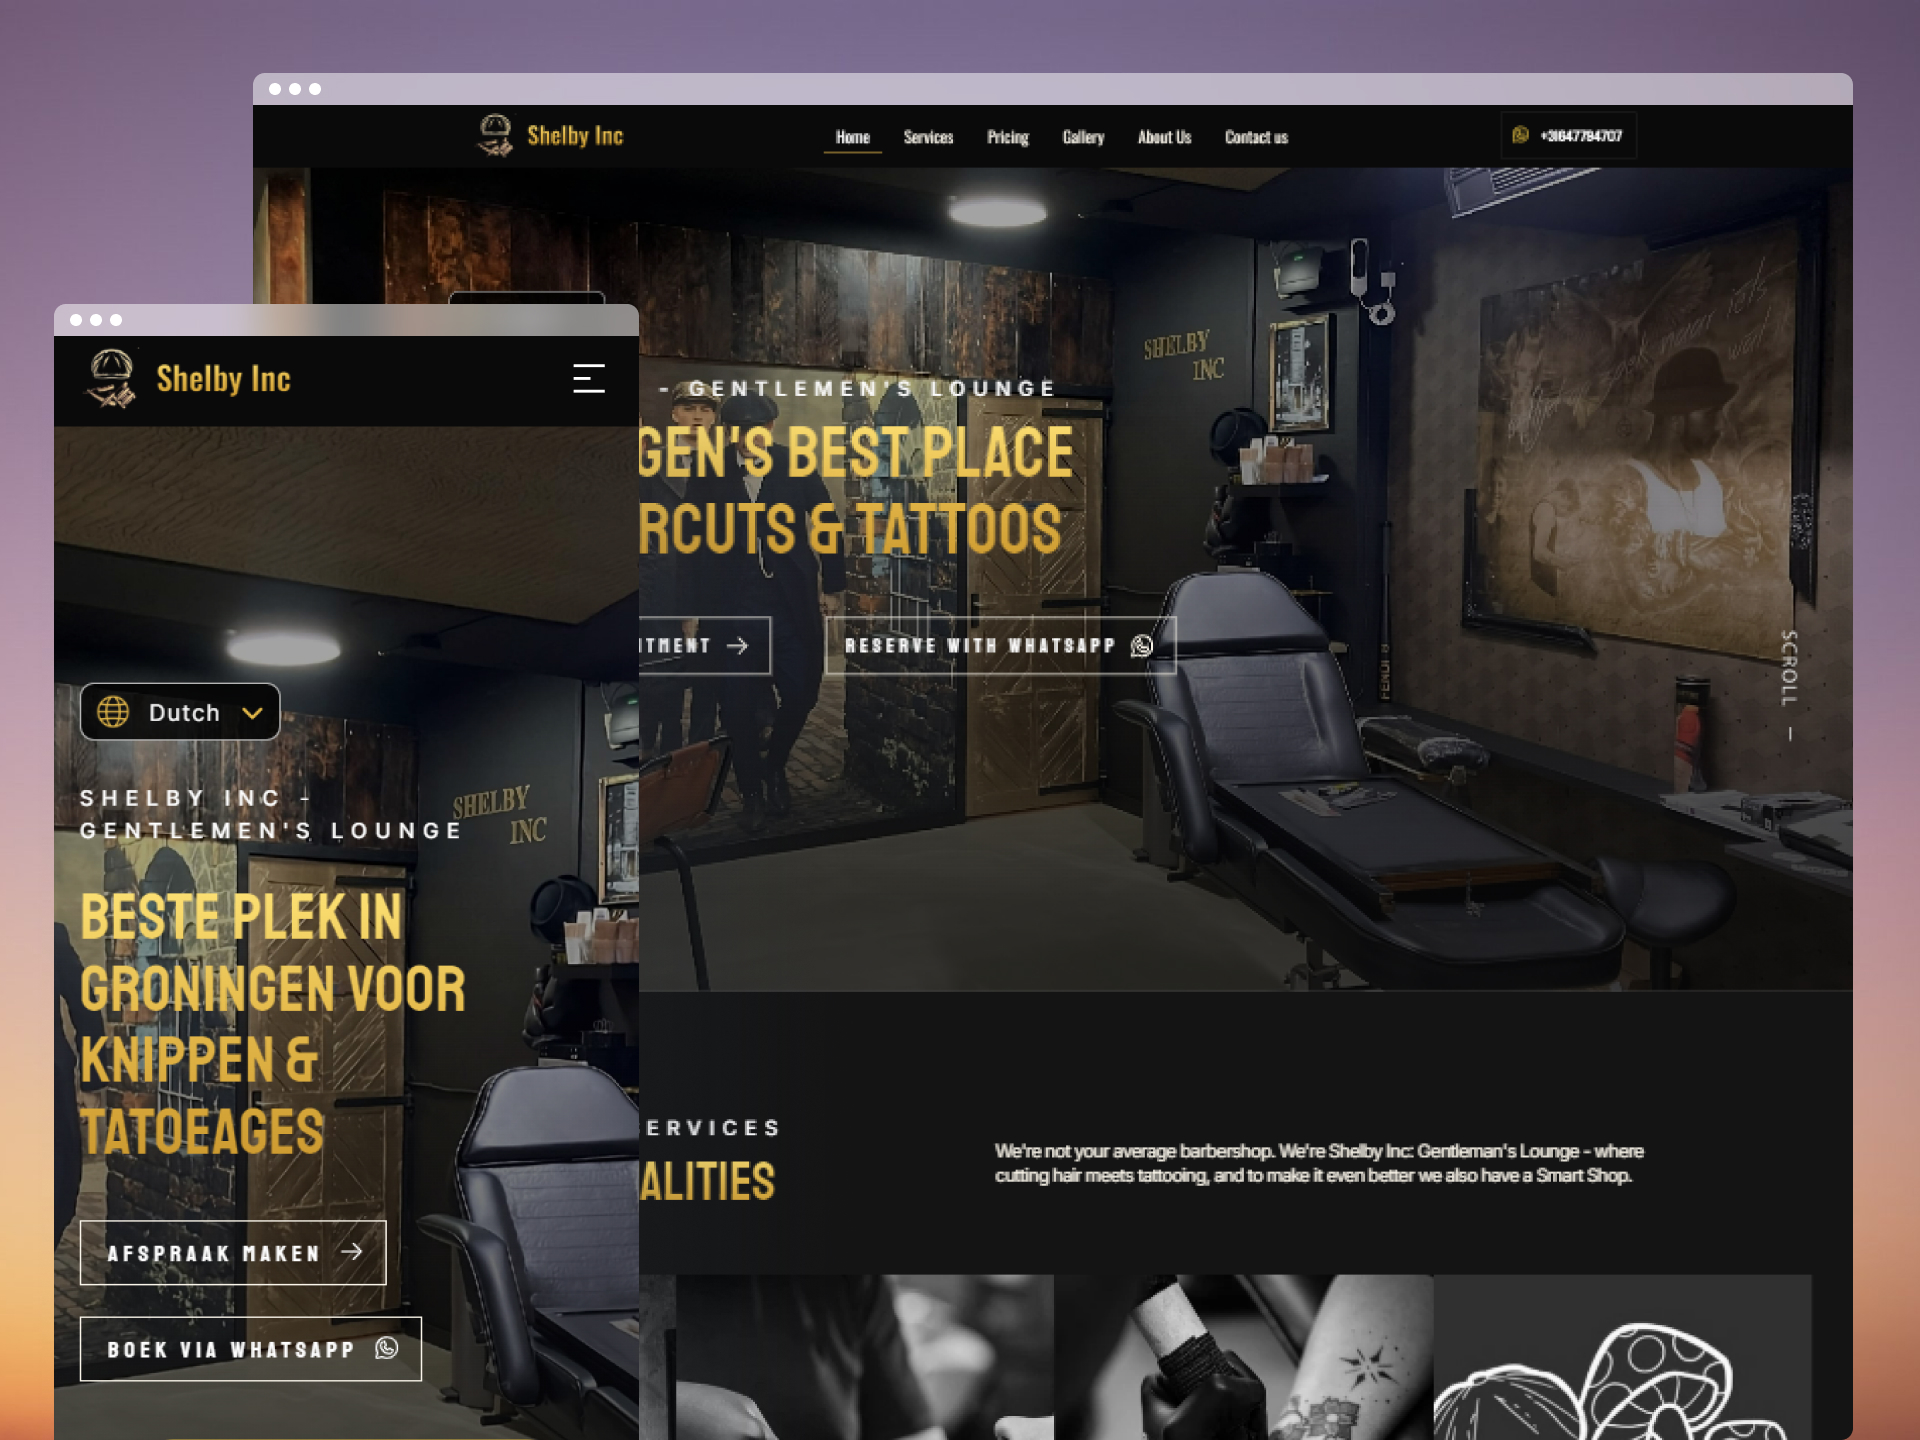 Shelby Inc
Home Services Pricing Gallery About Us Contact us
+31647794707
- GENTLEMEN'S LOUNGE
GEN'S BEST PLACE
RCUTS & TATTOOS
TMENT
RESERVE WITH WHATSAPP
SHELBY
INC
SCROLL —
ERVICES
ALITIES
We're not your average barbershop. We're Shelby Inc: Gentleman's Lounge - where
cutting hair meets tattooing, and to make it even better we also have a Smart Shop.
Shelby Inc
Dutch
SHELBY INC -
GENTLEMEN'S LOUNGE
SHELBY
INC
BESTE PLEK IN
GRONINGEN VOOR
KNIPPEN &
TATOEAGES
AFSPRAAK MAKEN
BOEK VIA WHATSAPP